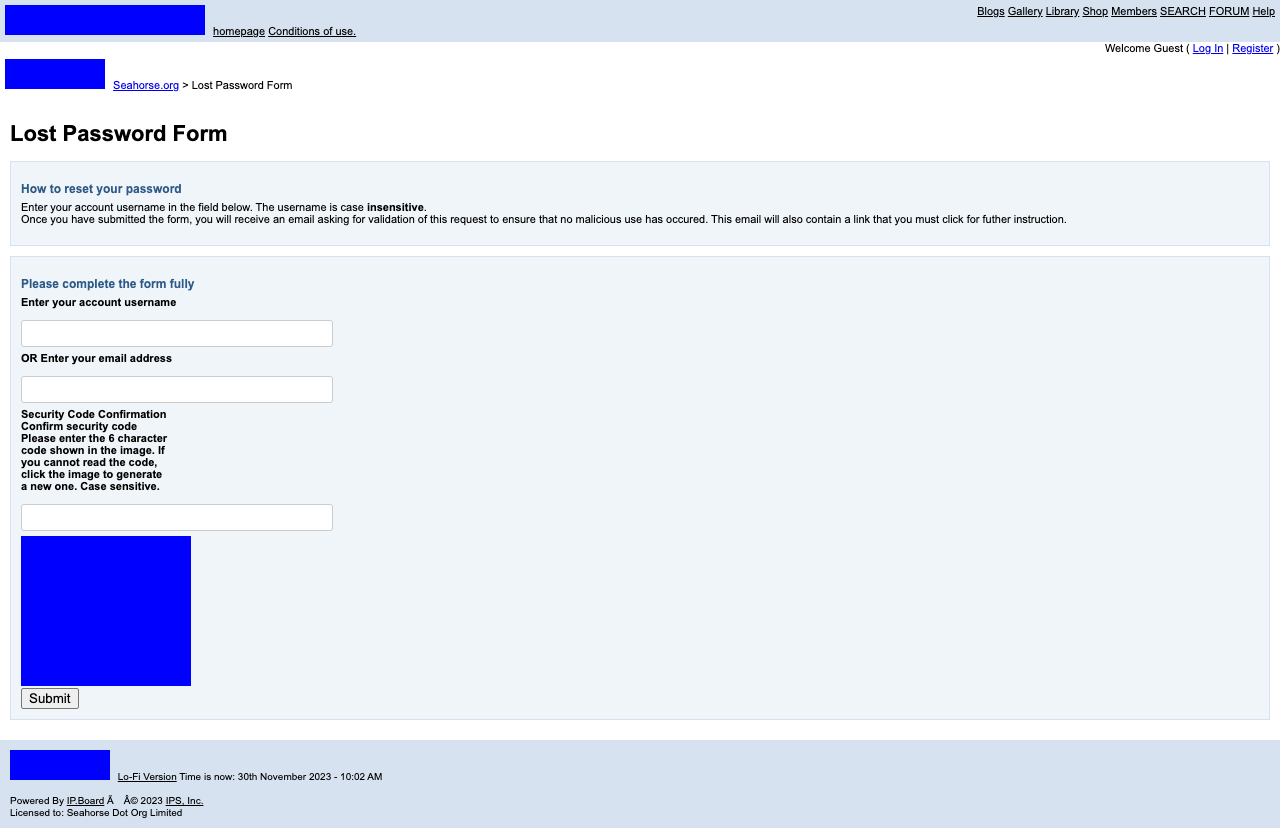 homepage Conditions of use.
Blogs Gallery Library Shop Members SEARCH FORUM Help
Welcome Guest ( Log In | Register )
Seahorse.org > Lost Password Form
Lost Password Form
How to reset your password
Enter your account username in the field below. The username is case insensitive.
Once you have submitted the form, you will receive an email asking for validation of this request to ensure that no malicious use has occured. This email will also contain a link that you must click for futher instruction.
Please complete the form fully
Enter your account username
OR Enter your email address
Security Code Confirmation
Confirm security code
Please enter the 6 character
code shown in the image. If
you cannot read the code,
click the image to generate
a new one. Case sensitive.
Submit
Lo-Fi Version Time is now: 30th November 2023 - 10:02 AM
Powered By IP.Board Ã Â© 2023 IPS, Inc.
Licensed to: Seahorse Dot Org Limited